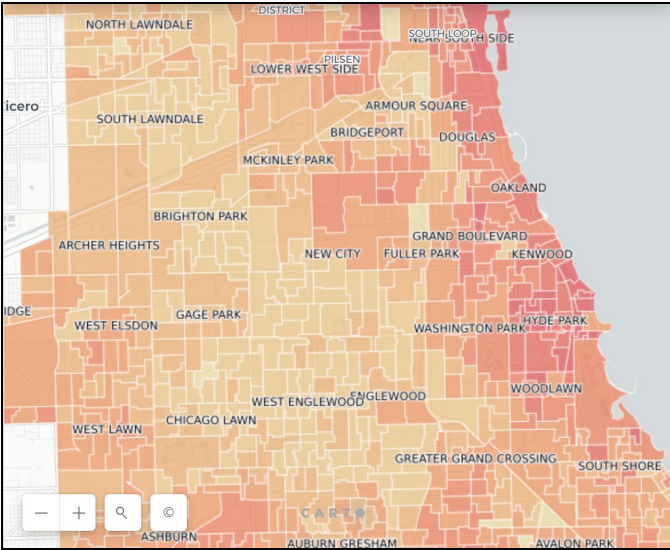 DISTRICT
NORTH LAWNDALE
SOUTH LOOP
NEAR SOUTH SIDE
PILSEN
LOWER WEST SIDE
icero
ARMOUR SQUARE
SOUTH LAWNDALE
BRIDGEPORT
DOUGLAS
MCKINLEY PARK
OAKLAND
BRIGHTON PARK
GRAND BOULEVARD
ARCHER HEIGHTS
NEW CITY
FULLER PARK
KENWOOD
IDGE
GAGE PARK
HYDE PARK
WEST ELSDON
WASHINGTON PARK
WOODLAWN
ENGLEWOOD
WEST ENGLEWOOD
CHICAGO LAWN
WEST LAWN
GREATER GRAND CROSSING
SOUTH SHORE
− + ©
CARTO
ASHBURN
AUBURN GRESHAM
AVALON PARK